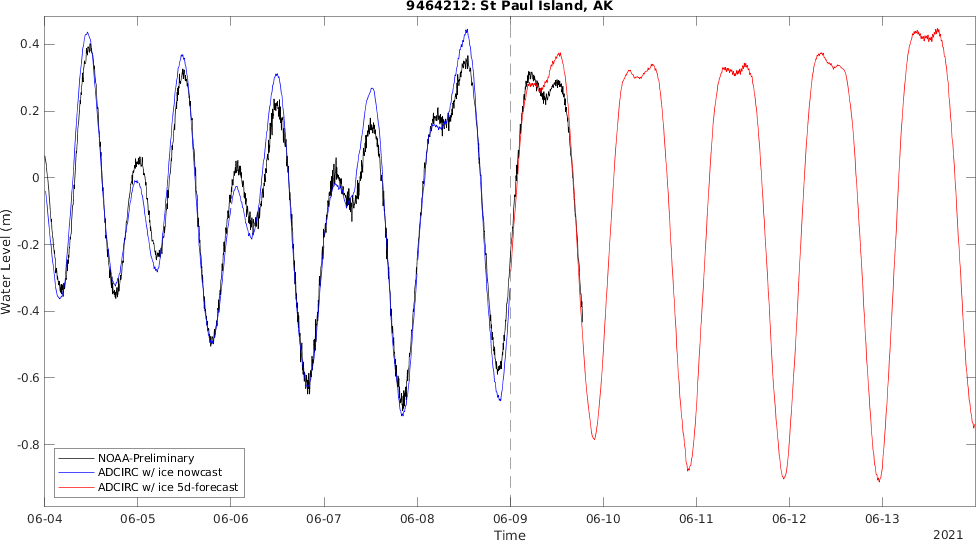 9464212: St Paul Island, AK
0.4
0.2
0
-0.2
-0.4
-0.6
-0.8
Water Level (m)
NOAA-Preliminary
ADCIRC w/ ice nowcast
ADCIRC w/ ice 5d-forecast
06-04 06-05 06-06 06-07 06-08 06-09 06-10 06-11 06-12 06-13
Time
2021